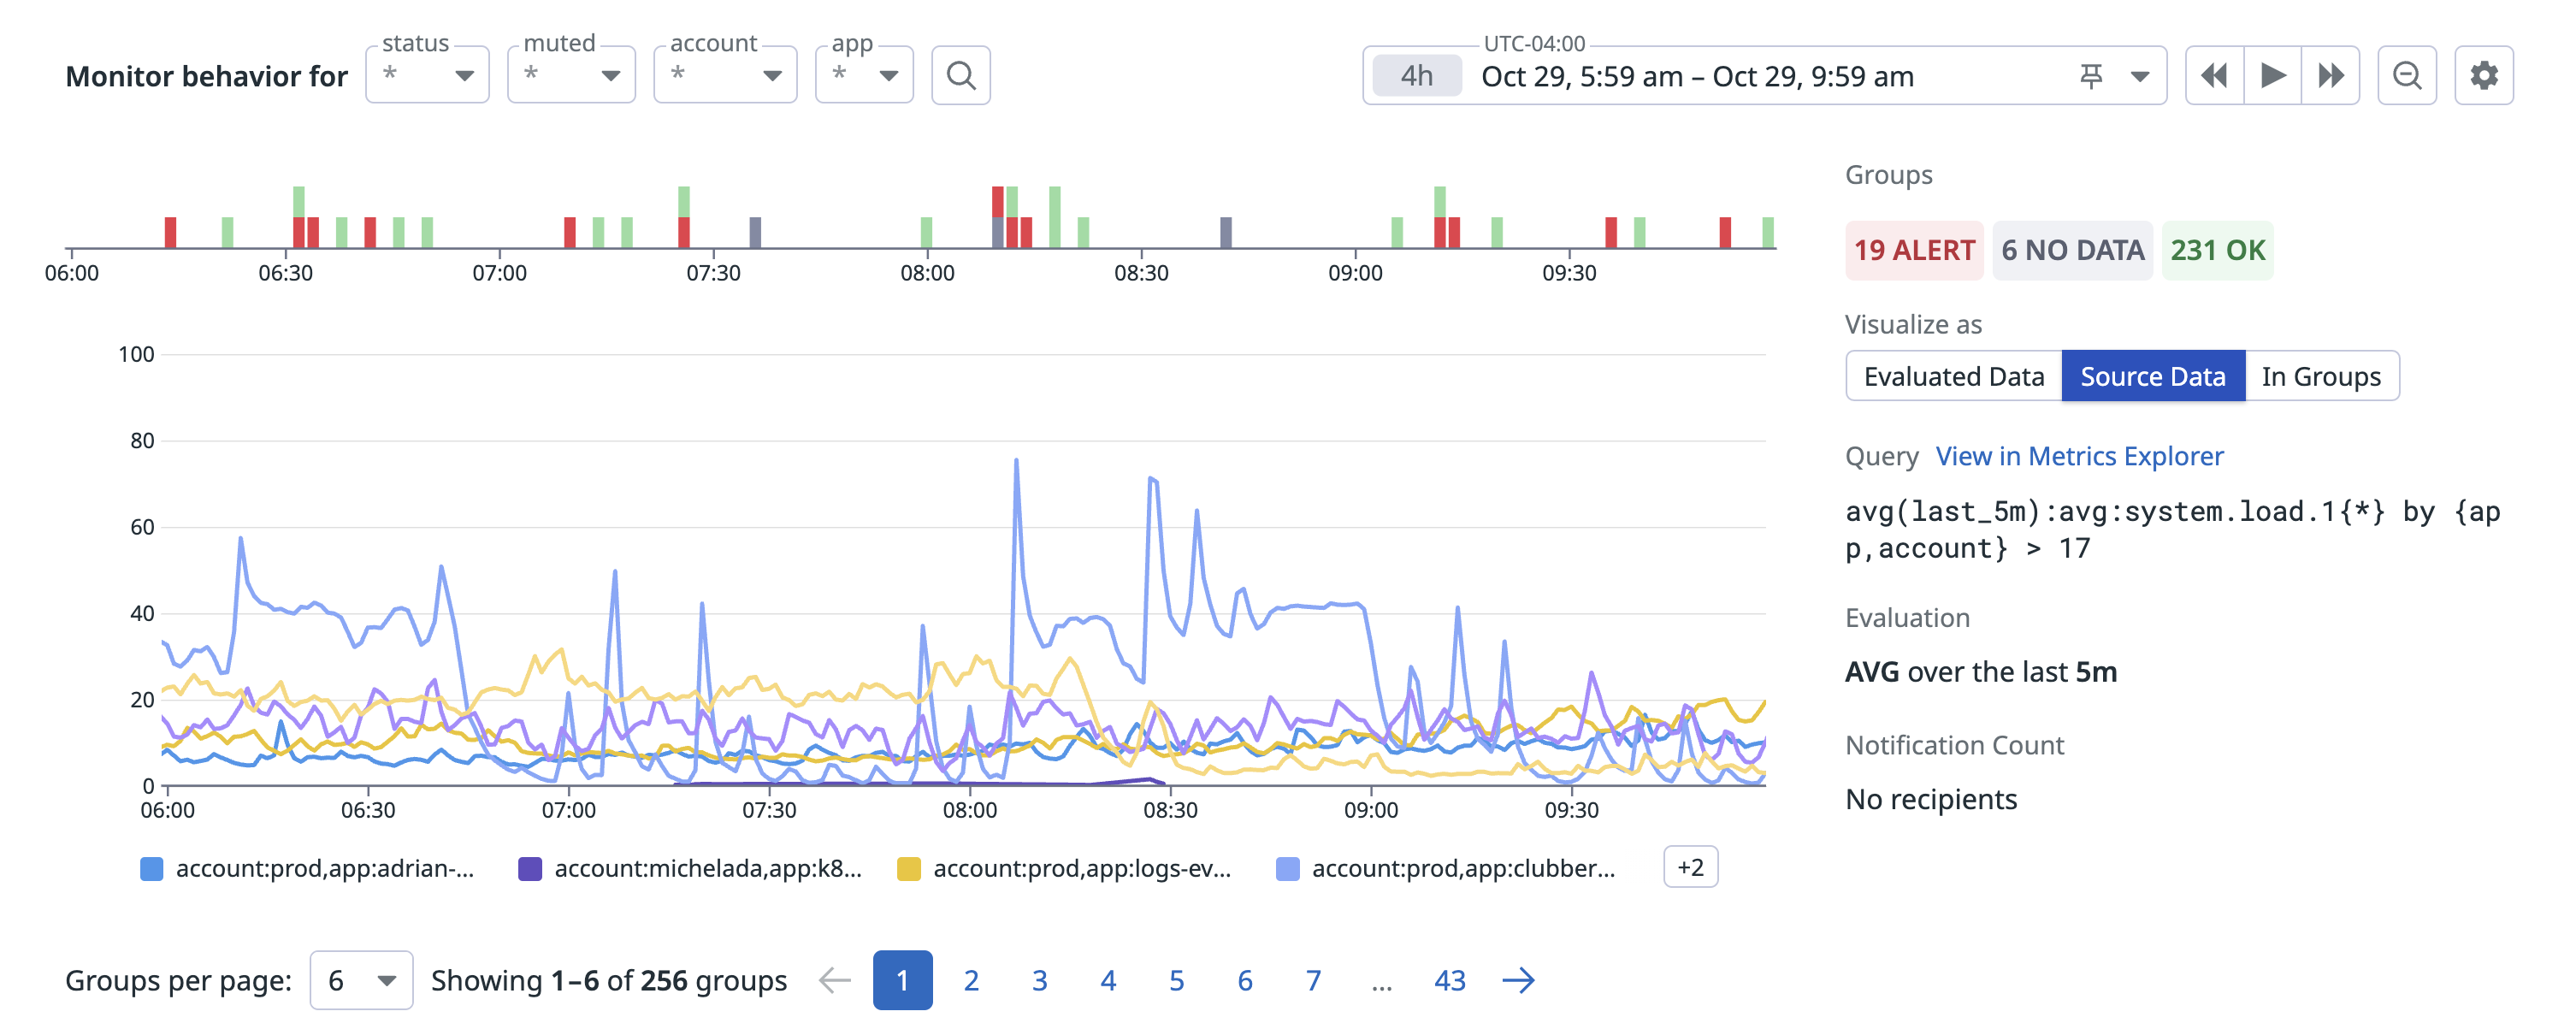 Monitor behavior for
status
*
muted
*
account
*
app
*
UTC-04:00
4h Oct 29, 5:59 am – Oct 29, 9:59 am
06:00 06:30 07:00 07:30 08:00 08:30 09:00 09:30
100
80
60
40
20
0
06:00 06:30 07:00 07:30 08:00 08:30 09:00 09:30
account:prod,app:adrian-... account:michelada,app:k8... account:prod,app:logs-ev... account:prod,app:clubber... +2
Groups
19 ALERT 6 NO DATA 231 OK
Visualize as
Evaluated Data Source Data In Groups
Query View in Metrics Explorer
avg(last_5m):avg:system.load.1{*} by {ap
p,account} > 17
Evaluation
AVG over the last 5m
Notification Count
No recipients
Groups per page: 6 Showing 1–6 of 256 groups 1 2 3 4 5 6 7 ... 43